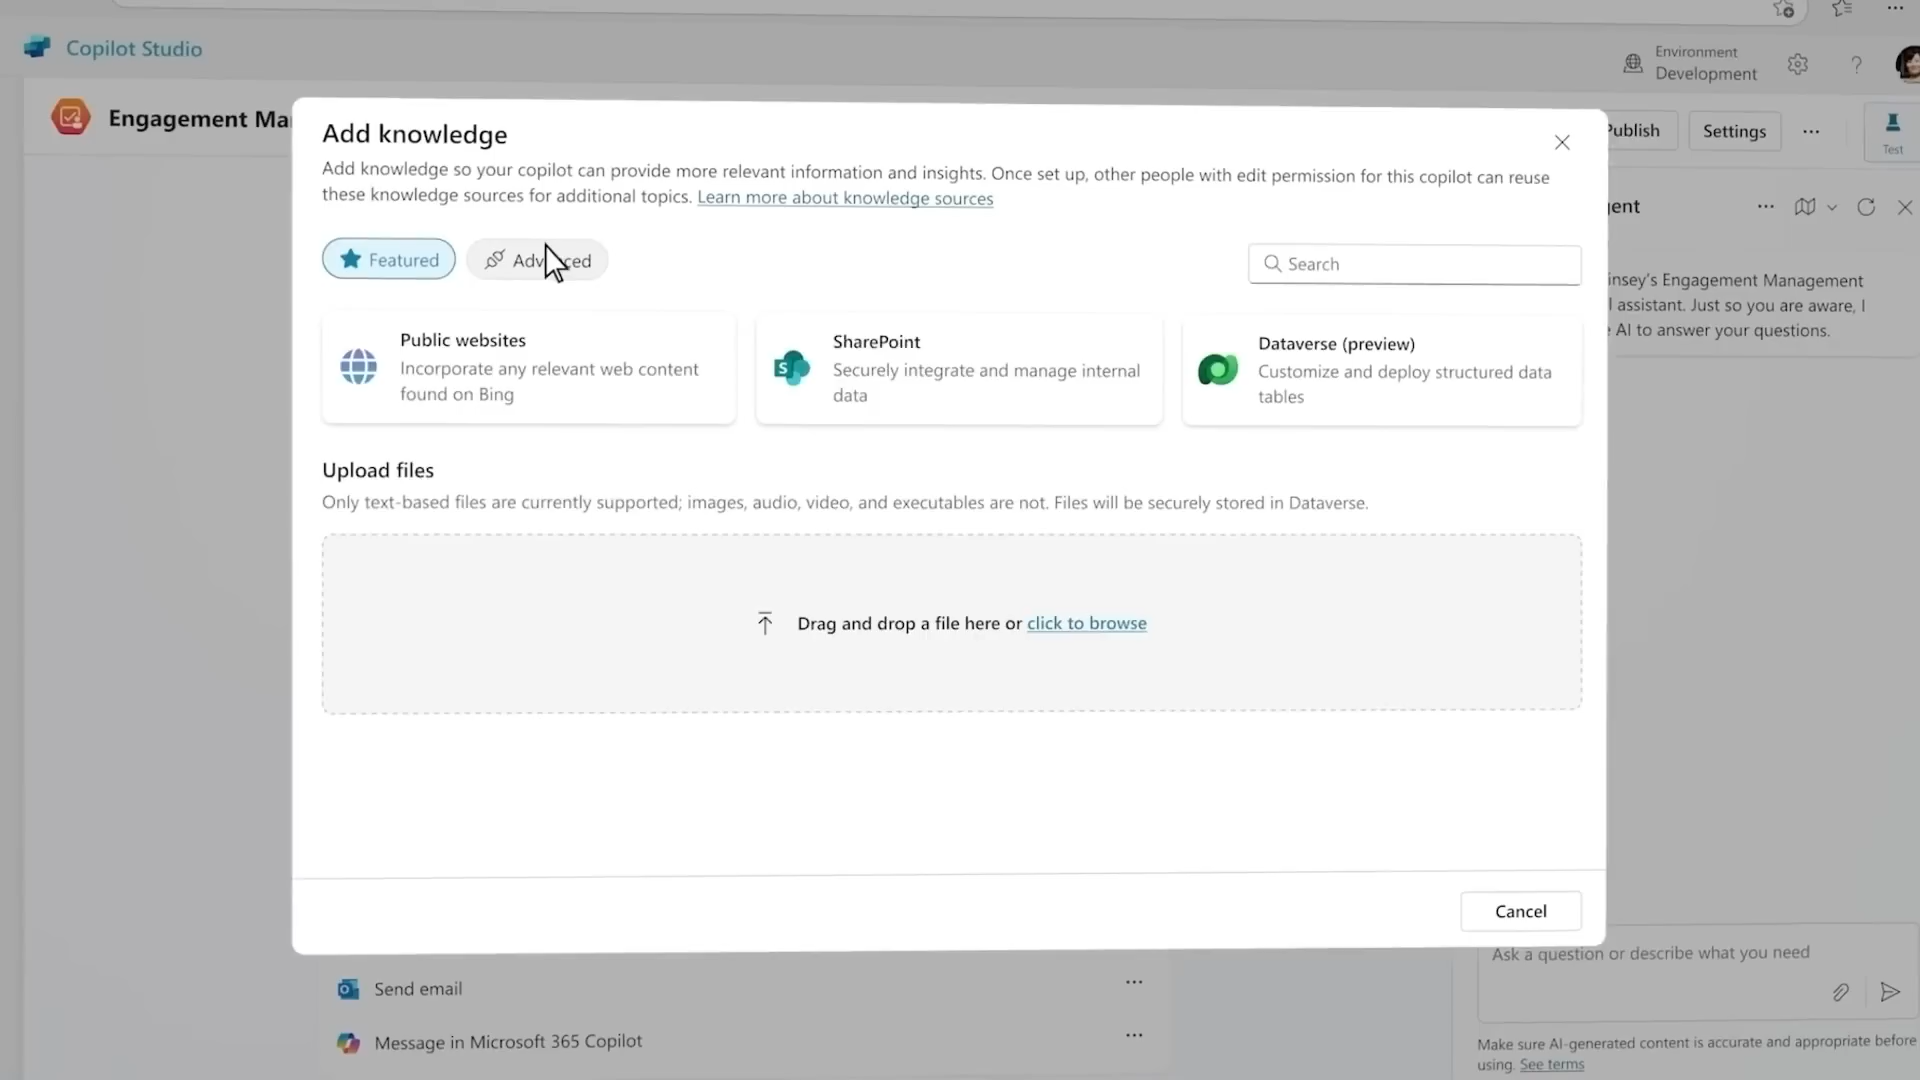 Copilot Studio
Environment
Development
Engagement Ma
Publish
Settings
Test
Add knowledge
Add knowledge so your copilot can provide more relevant information and insights. Once set up, other people with edit permission for this copilot can reuse
these knowledge sources for additional topics. Learn more about knowledge sources
Featured
Search
Public websites
Incorporate any relevant web content
found on Bing
SharePoint
Securely integrate and manage internal
data
Dataverse (preview)
Customize and deploy structured data
tables
Upload files
Only text-based files are currently supported; images, audio, video, and executables are not. Files will be securely stored in Dataverse.
Drag and drop a file here or click to browse
Cancel
ent
insey's Engagement Management
l assistant. Just so you are aware, I
AI to answer your questions.
Send email
Message in Microsoft 365 Copilot
Ask a question or describe what you need
Make sure AI-generated content is accurate and appropriate before
using. See terms